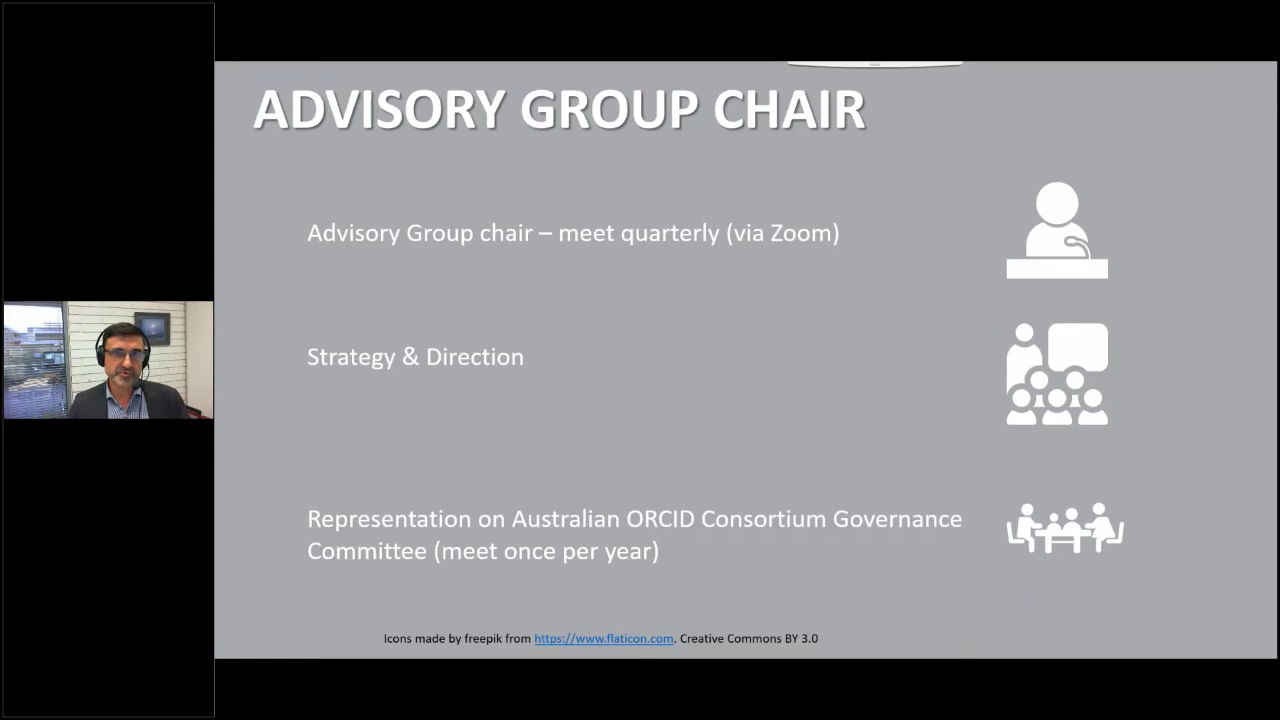 ADVISORY GROUP CHAIR
Advisory Group chair – meet quarterly (via Zoom)
Strategy & Direction
Representation on Australian ORCID Consortium Governance
Committee (meet once per year)
Icons made by freepik from https://www.flaticon.com. Creative Commons BY 3.0